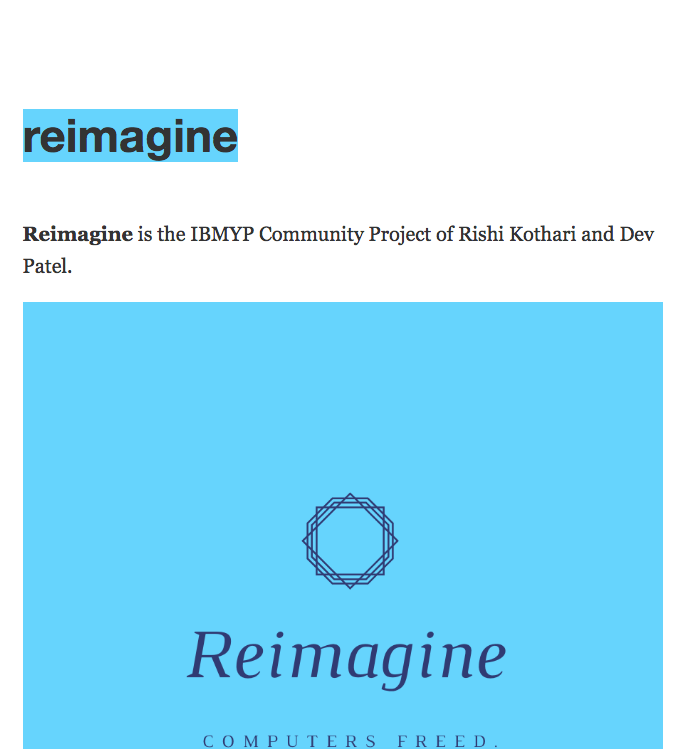 reimagine
Reimagine is the IBMYP Community Project of Rishi Kothari and Dev
Patel.
Reimagine
COMPUTERS FREED.